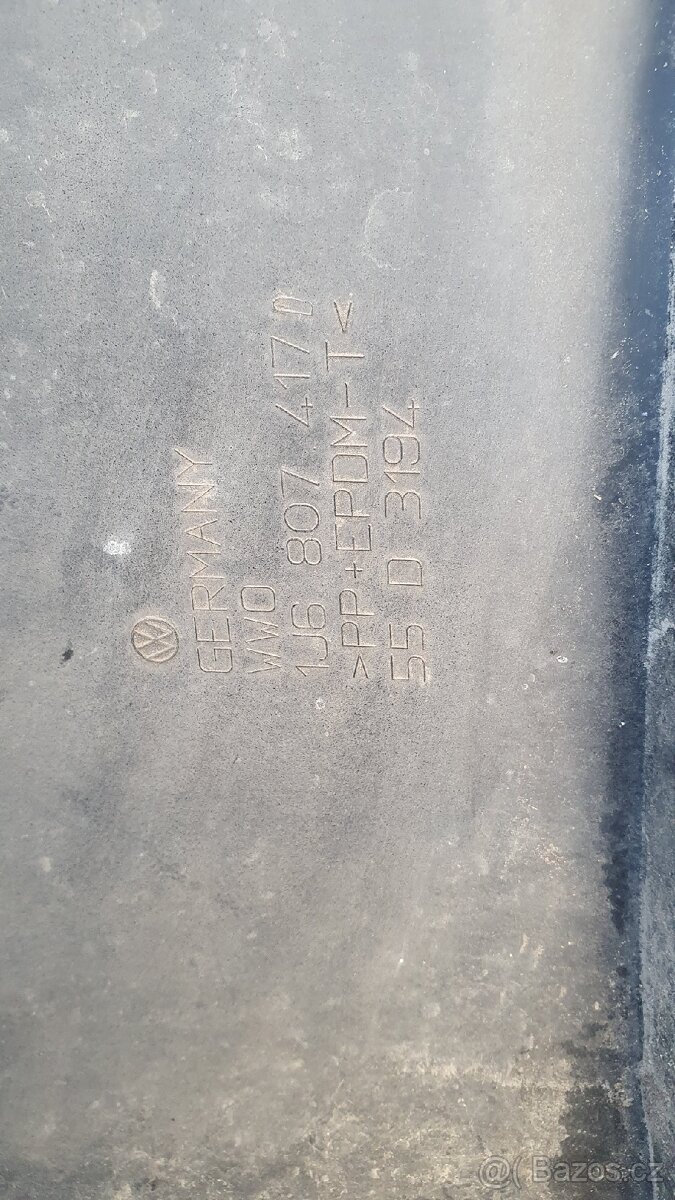 GERMANY
WWO
1J6 807 417
>PP+EPDM-T<
55 D 3194
@( Bazos.cz